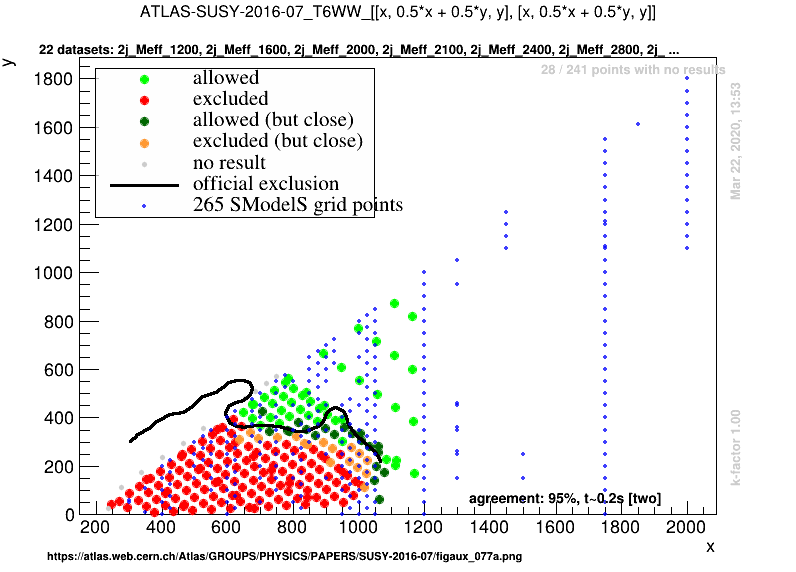 ATLAS-SUSY-2016-07_T6WW_[[x, 0.5*x + 0.5*y, y], [x, 0.5*x + 0.5*y, y]]
22 datasets: 2j_Meff_1200, 2j_Meff_1600, 2j_Meff_2000, 2j_Meff_2100, 2j_Meff_2400, 2j_Meff_2800, 2j_ ...
y
28 / 241 points with no results
allowed
excluded
allowed (but close)
excluded (but close)
no result
official exclusion
265 SModelS grid points
Mar 22, 2020, 13:53
k-factor 1.00
1800
1600
1400
1200
1000
800
600
400
200
0
agreement: 95%, t~0.2s [two]
200 400 600 800 1000 1200 1400 1600 1800 2000
x
https://atlas.web.cern.ch/Atlas/GROUPS/PHYSICS/PAPERS/SUSY-2016-07/figaux_077a.png